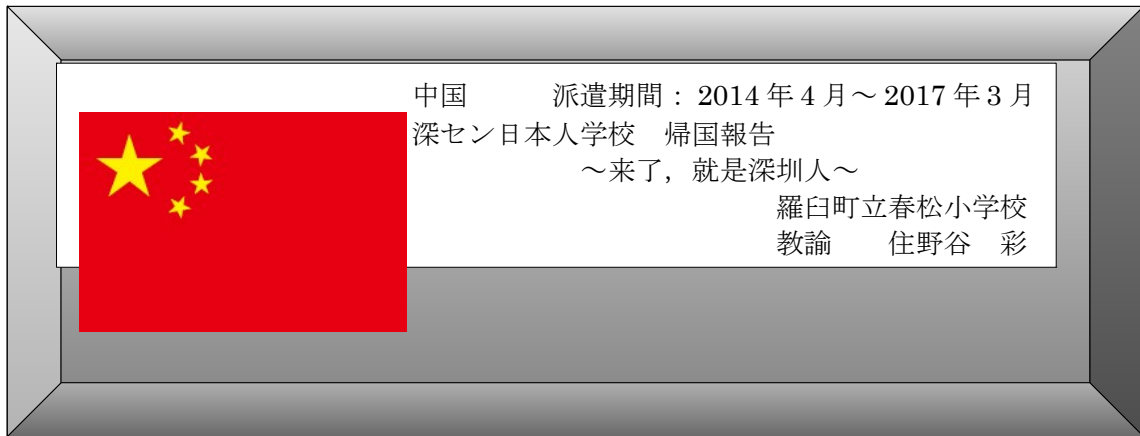 中国　　　派遣期間：2014年4月～2017年3月
深セン日本人学校　帰国報告
～来了，就是深圳人～
羅臼町立春松小学校
教諭　　住野谷　彩